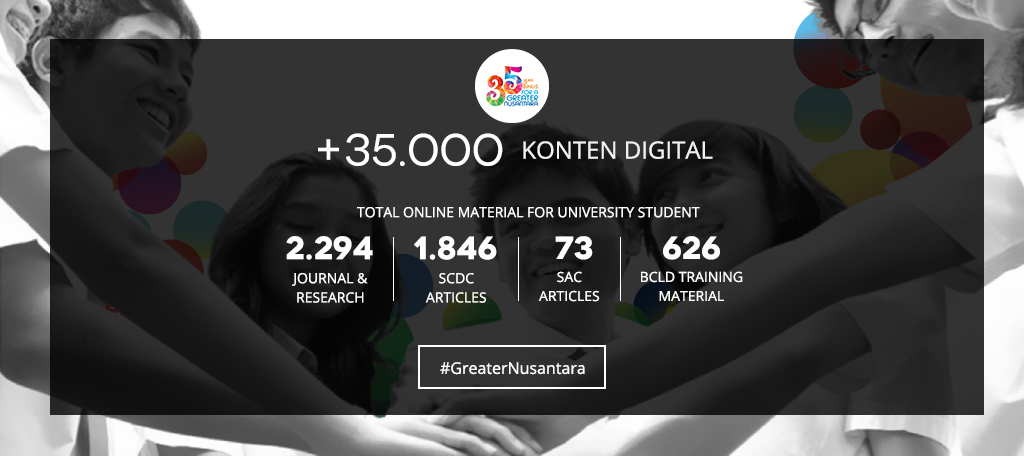 35
FOR A
GREATER
NUSANTARA
+35.000 KONTEN DIGITAL
TOTAL ONLINE MATERIAL FOR UNIVERSITY STUDENT
2.294
JOURNAL &
RESEARCH
1.846
SCDC
ARTICLES
73
SAC
ARTICLES
626
BCLD TRAINING
MATERIAL
#GreaterNusantara